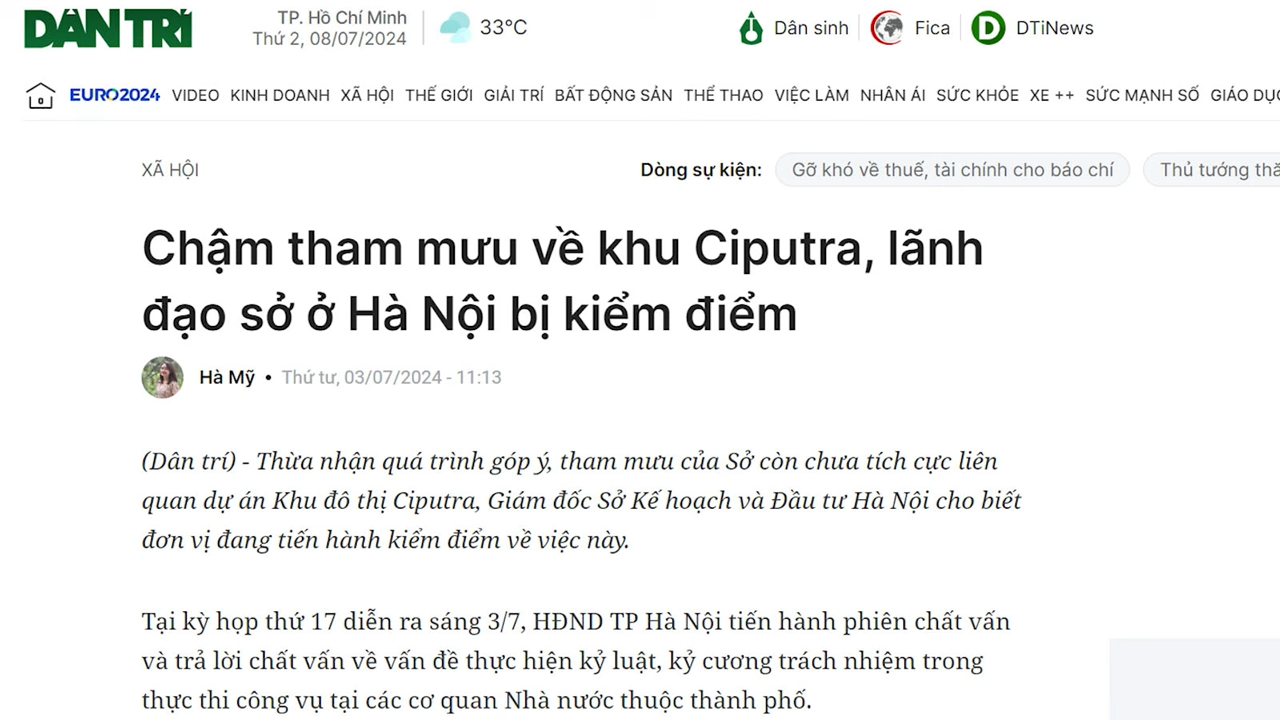 DÂN TRÍ
TP. Hồ Chí Minh
Thứ 2, 08/07/2024
33°C
Dân sinh
Fica
DTiNews
EURO2024 VIDEO KINH DOANH XÃ HỘI THẾ GIỚI GIẢI TRÍ BẤT ĐỘNG SẢN THỂ THAO VIỆC LÀM NHÂN ÁI SỨC KHỎE XE ++ SỨC MẠNH SỐ GIÁO DỤC
XÃ HỘI
Dòng sự kiện: Gỡ khó về thuế, tài chính cho báo chí Thủ tướng thă
Chậm tham mưu về khu Ciputra, lãnh
đạo sở ở Hà Nội bị kiểm điểm
Hà Mỹ • Thứ tư, 03/07/2024 - 11:13
(Dân trí) - Thừa nhận quá trình góp ý, tham mưu của Sở còn chưa tích cực liên
quan dự án Khu đô thị Ciputra, Giám đốc Sở Kế hoạch và Đầu tư Hà Nội cho biết
đơn vị đang tiến hành kiểm điểm về việc này.
Tại kỳ họp thứ 17 diễn ra sáng 3/7, HĐND TP Hà Nội tiến hành phiên chất vấn
và trả lời chất vấn về vấn đề thực hiện kỷ luật, kỷ cương trách nhiệm trong
thực thi công vụ tại các cơ quan Nhà nước thuộc thành phố.